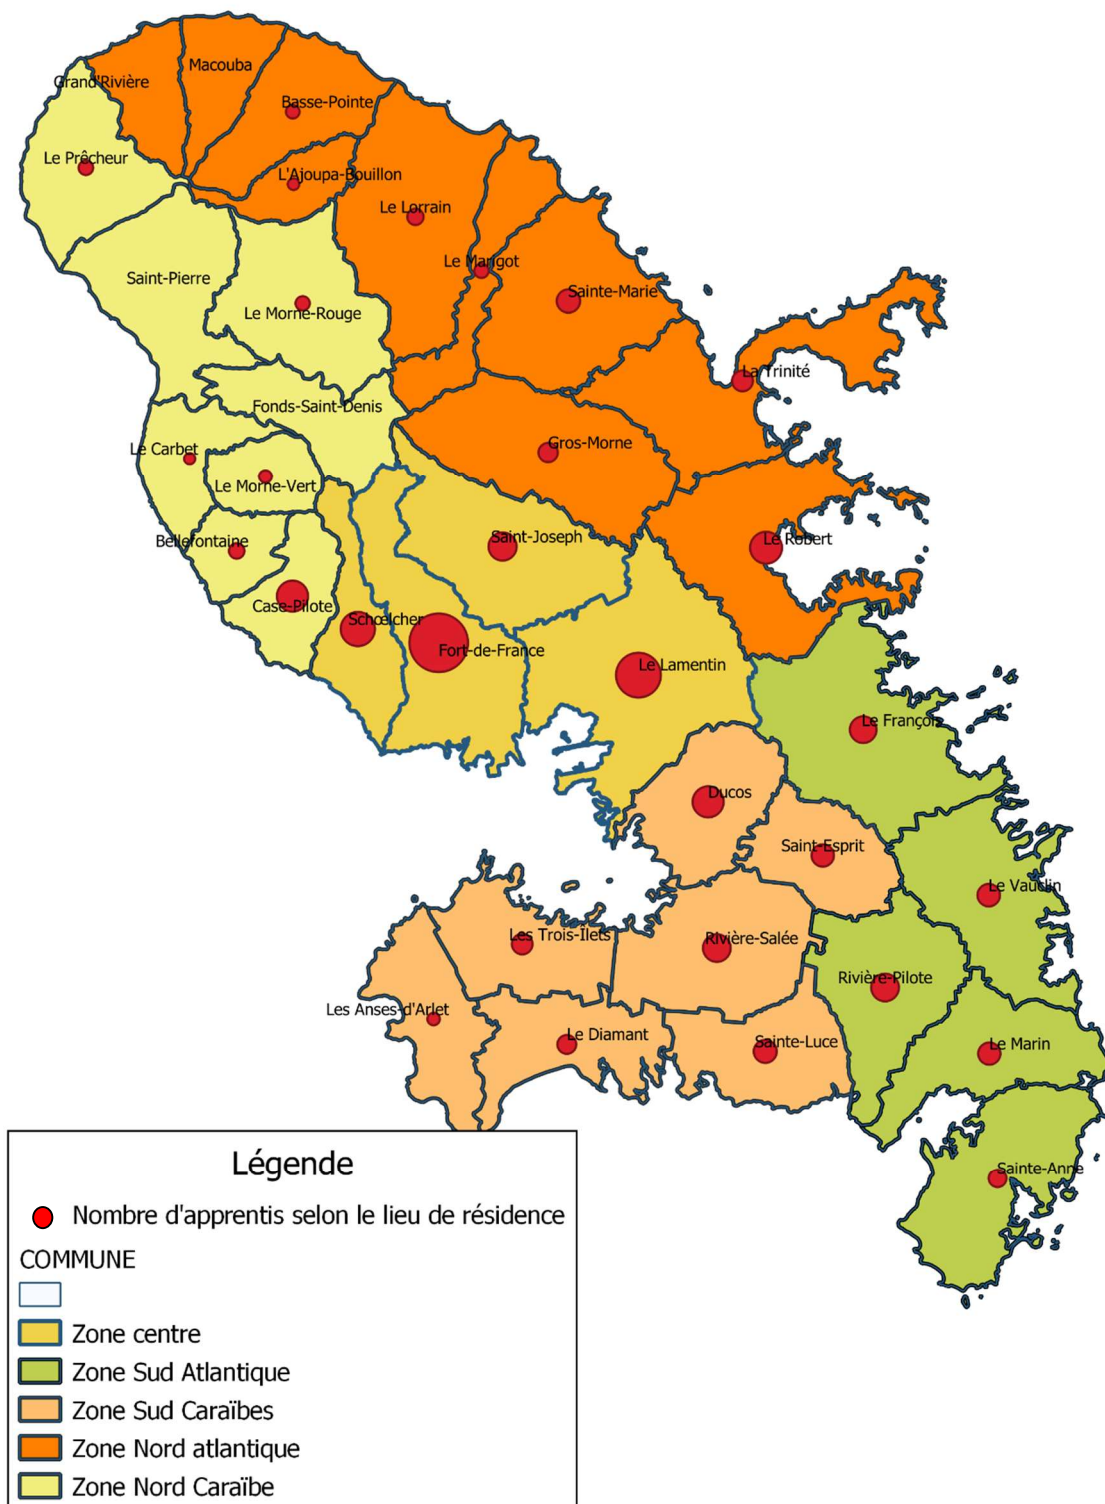 Macouba
Grand'Rivière
Basse-Pointe
Le Prêcheur
L'Ajoupa-Bouillon
Le Lorrain
Le Marigot
Saint-Pierre
Sainte-Marie
Le Morne-Rouge
La Trinité
Fonds-Saint-Denis
Gros-Morne
Le Carbet
Le Morne-Vert
Saint-Joseph
Le Robert
Bellefontaine
Case-Pilote
Schœlcher
Fort-de-France
Le Lamentin
Le François
Ducos
Saint-Esprit
Le Vauclin
Les Trois-Îlets
Rivière-Salée
Rivière-Pilote
Les Anses-d'Arlet
Le Diamant
Sainte-Luce
Le Marin
Sainte-Anne
Légende
Nombre d'apprentis selon le lieu de résidence
COMMUNE
Zone centre
Zone Sud Atlantique
Zone Sud Caraïbes
Zone Nord atlantique
Zone Nord Caraïbe